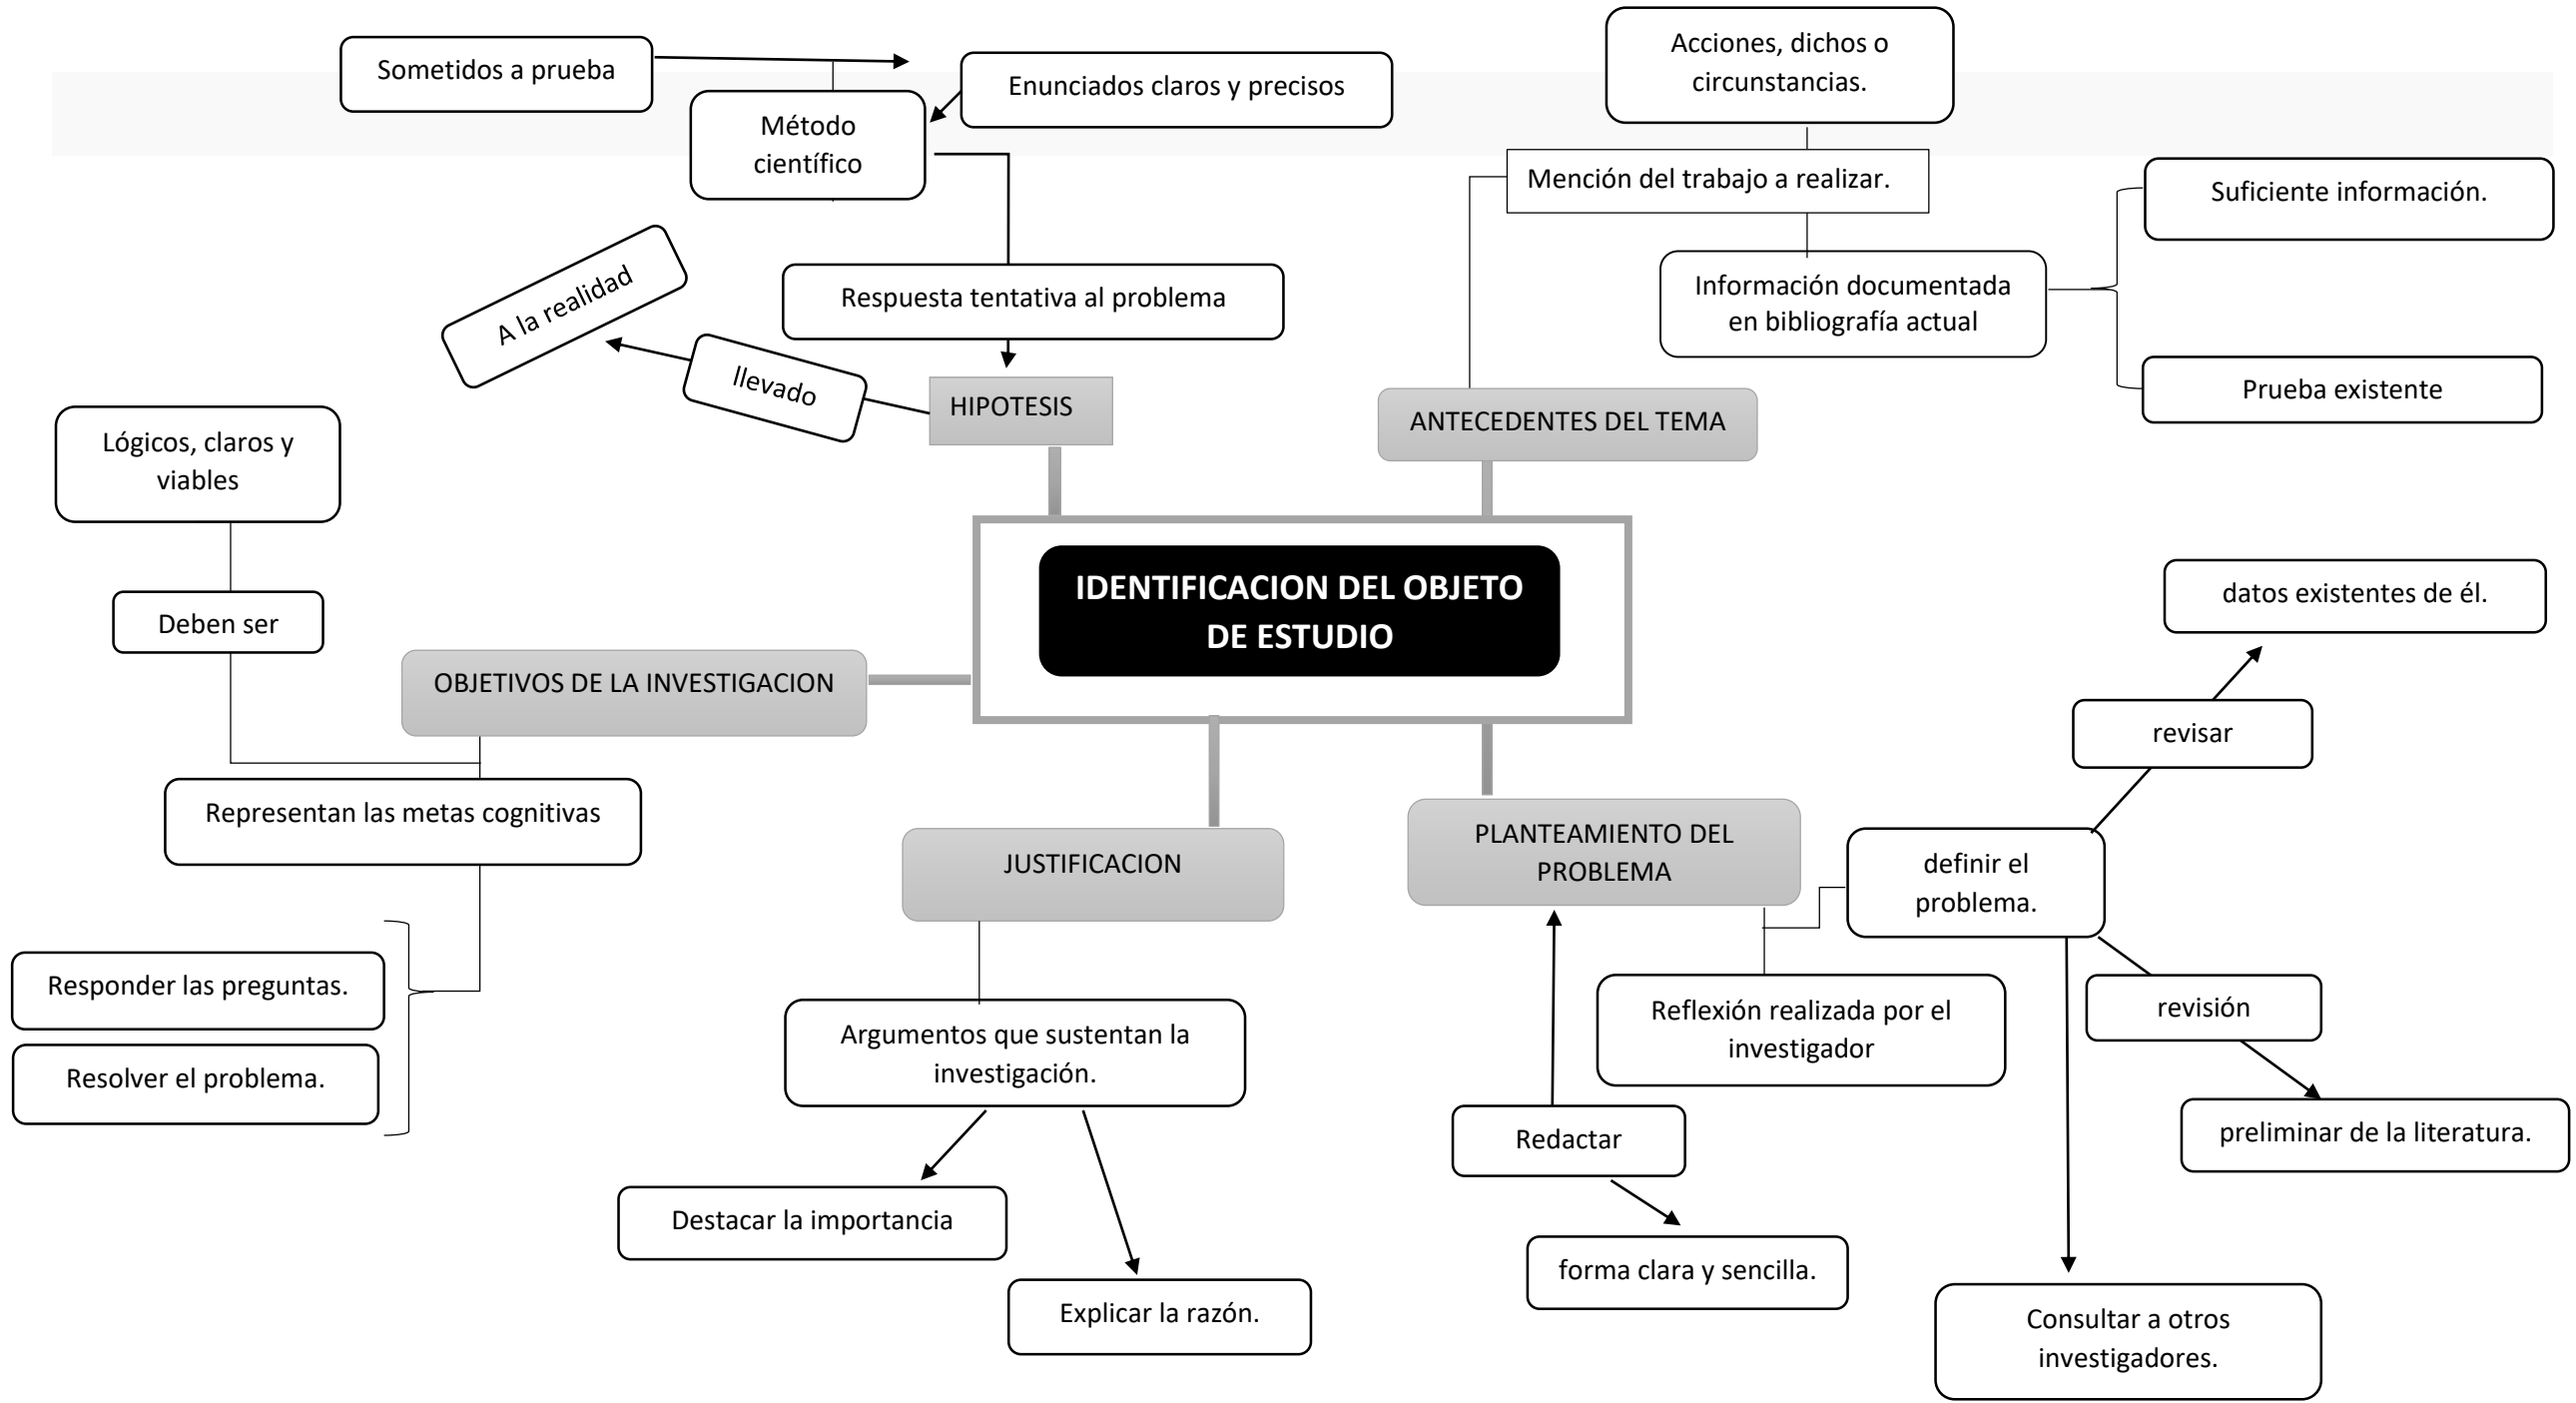 Acciones, dichos o
circunstancias.
Sometidos a prueba
Enunciados claros y precisos
Método
científico
Mención del trabajo a realizar.
Suficiente información.
A la realidad
Respuesta tentativa al problema
Información documentada
en bibliografía actual
llevado
HIPOTESIS
ANTECEDENTES DEL TEMA
Prueba existente
Lógicos, claros y
viables
IDENTIFICACION DEL OBJETO
DE ESTUDIO
datos existentes de él.
Deben ser
OBJETIVOS DE LA INVESTIGACION
revisar
Representan las metas cognitivas
JUSTIFICACION
PLANTEAMIENTO DEL
PROBLEMA
definir el
problema.
Responder las preguntas.
Resolver el problema.
Argumentos que sustentan la
investigación.
Reflexión realizada por el
investigador
revisión
Redactar
preliminar de la literatura.
Destacar la importancia
forma clara y sencilla.
Explicar la razón.
Consultar a otros
investigadores.